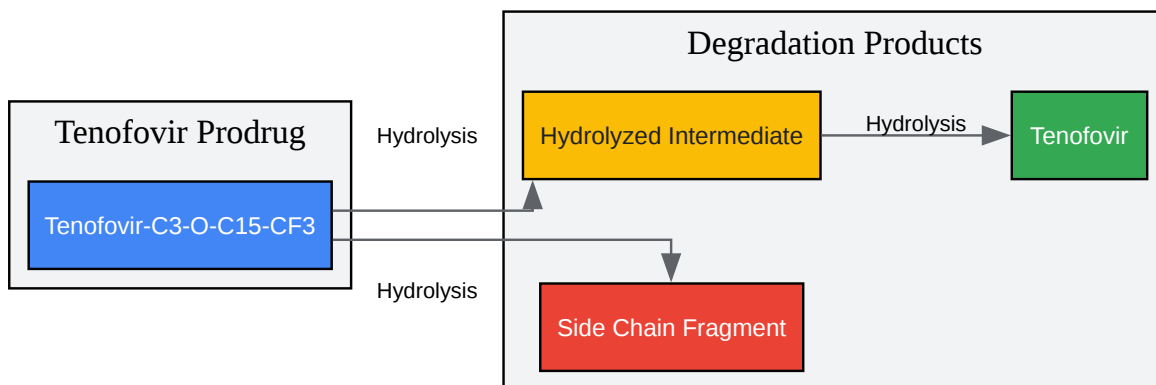 Degradation Products
Tenofovir Prodrug
Hydrolysis
Hydrolyzed Intermediate
Hydrolysis
Tenofovir
Tenofovir-C3-O-C15-CF3
Hydrolysis
Side Chain Fragment